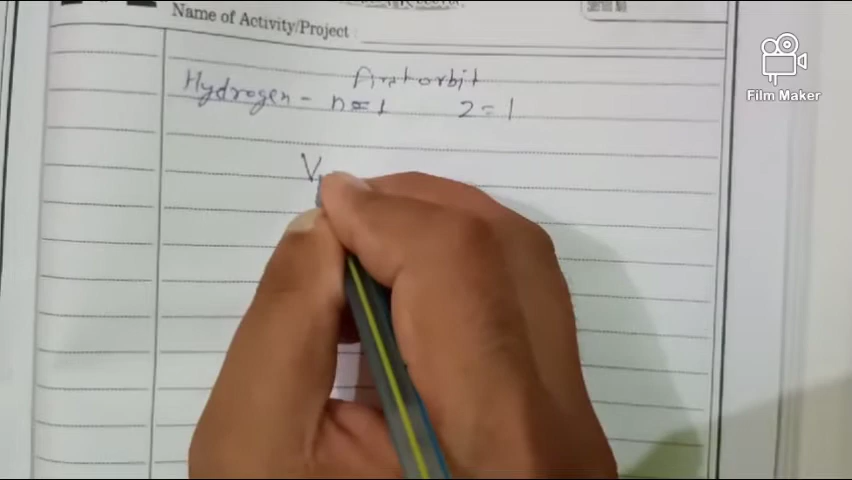 Name of Activity/Project :
first orbit
Hydrogen - n=1 z=1
V
Film Maker